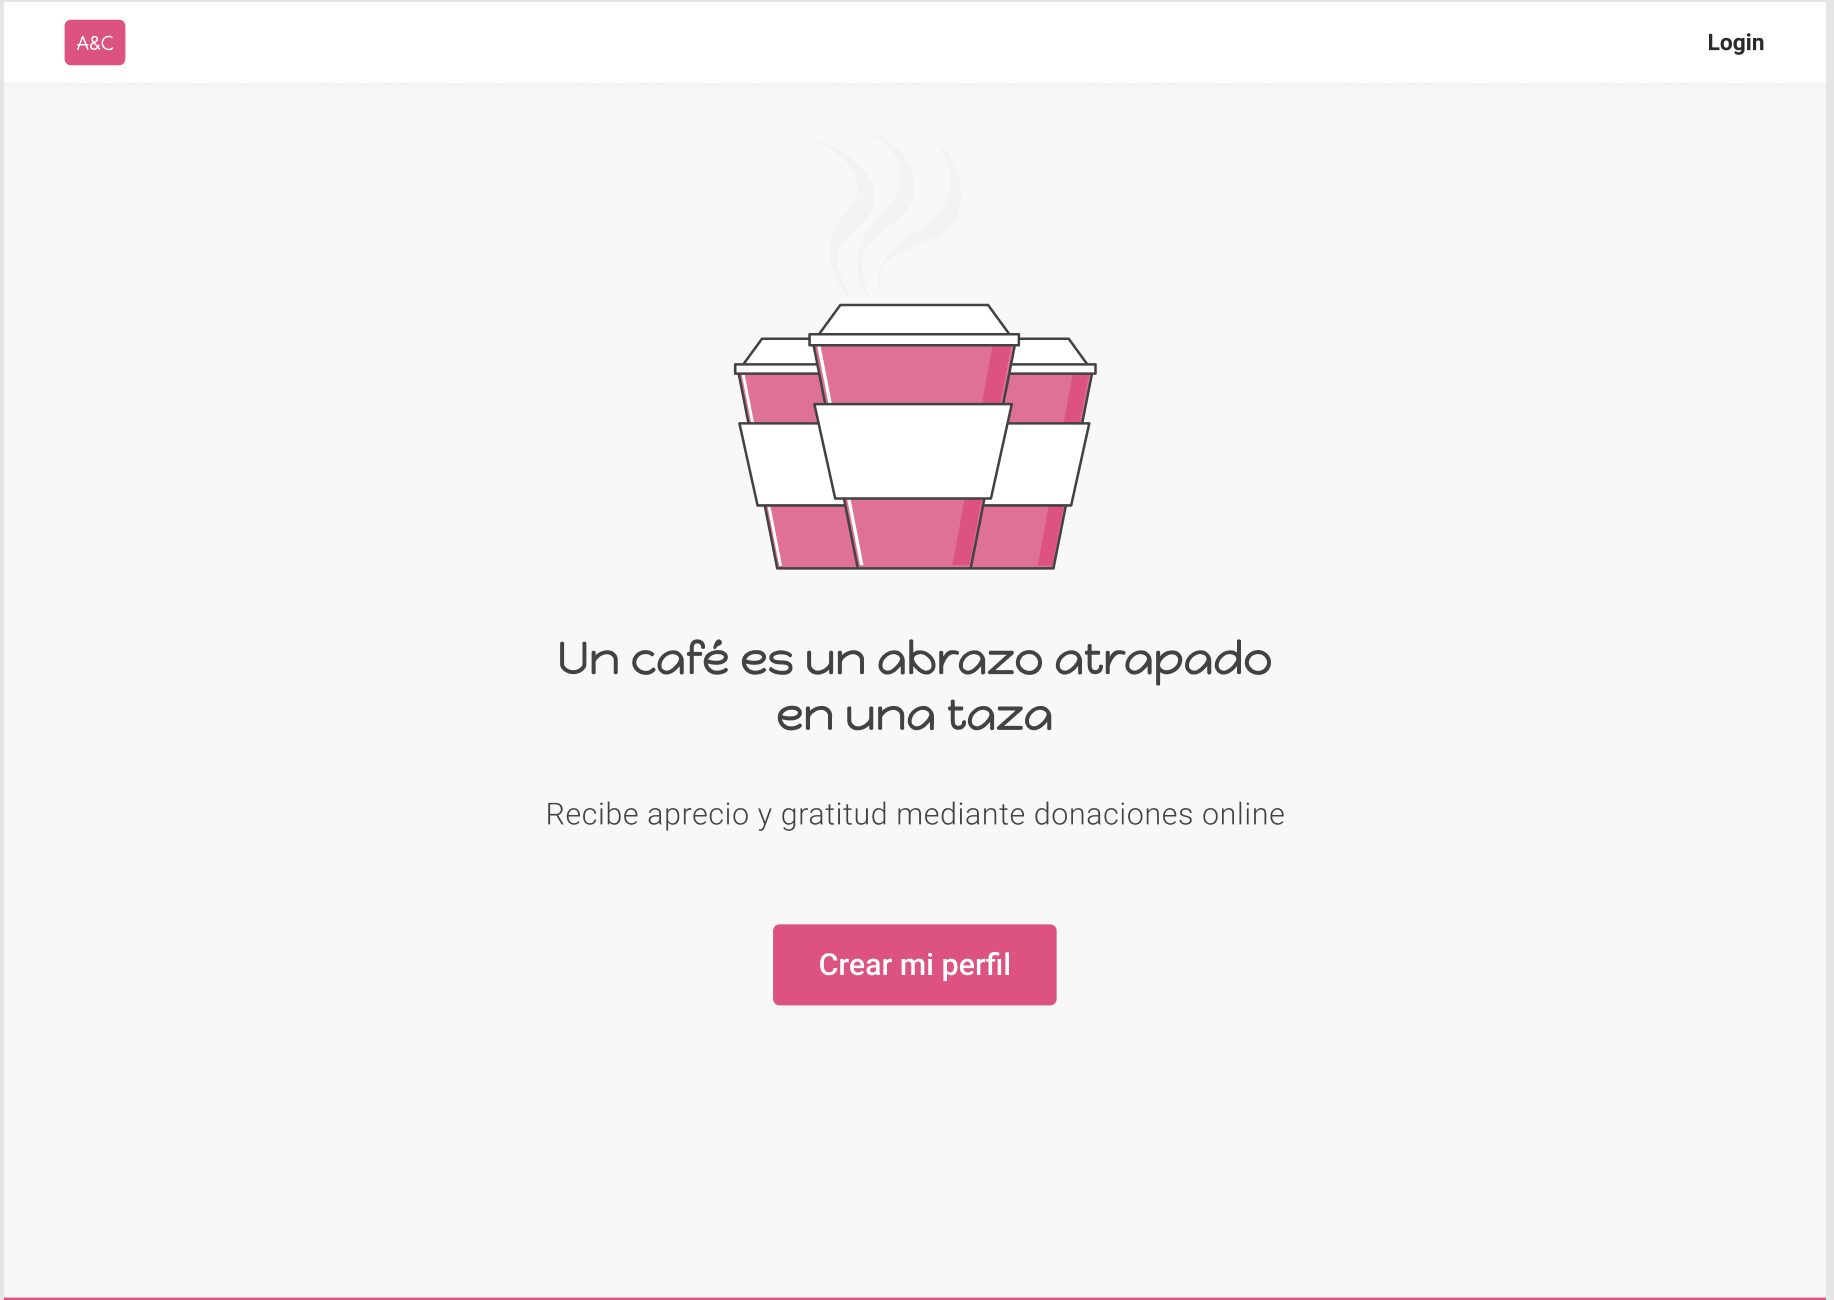 A&C
Login
Un café es un abrazo atrapado
en una taza
Recibe aprecio y gratitud mediante donaciones online
Crear mi perfil